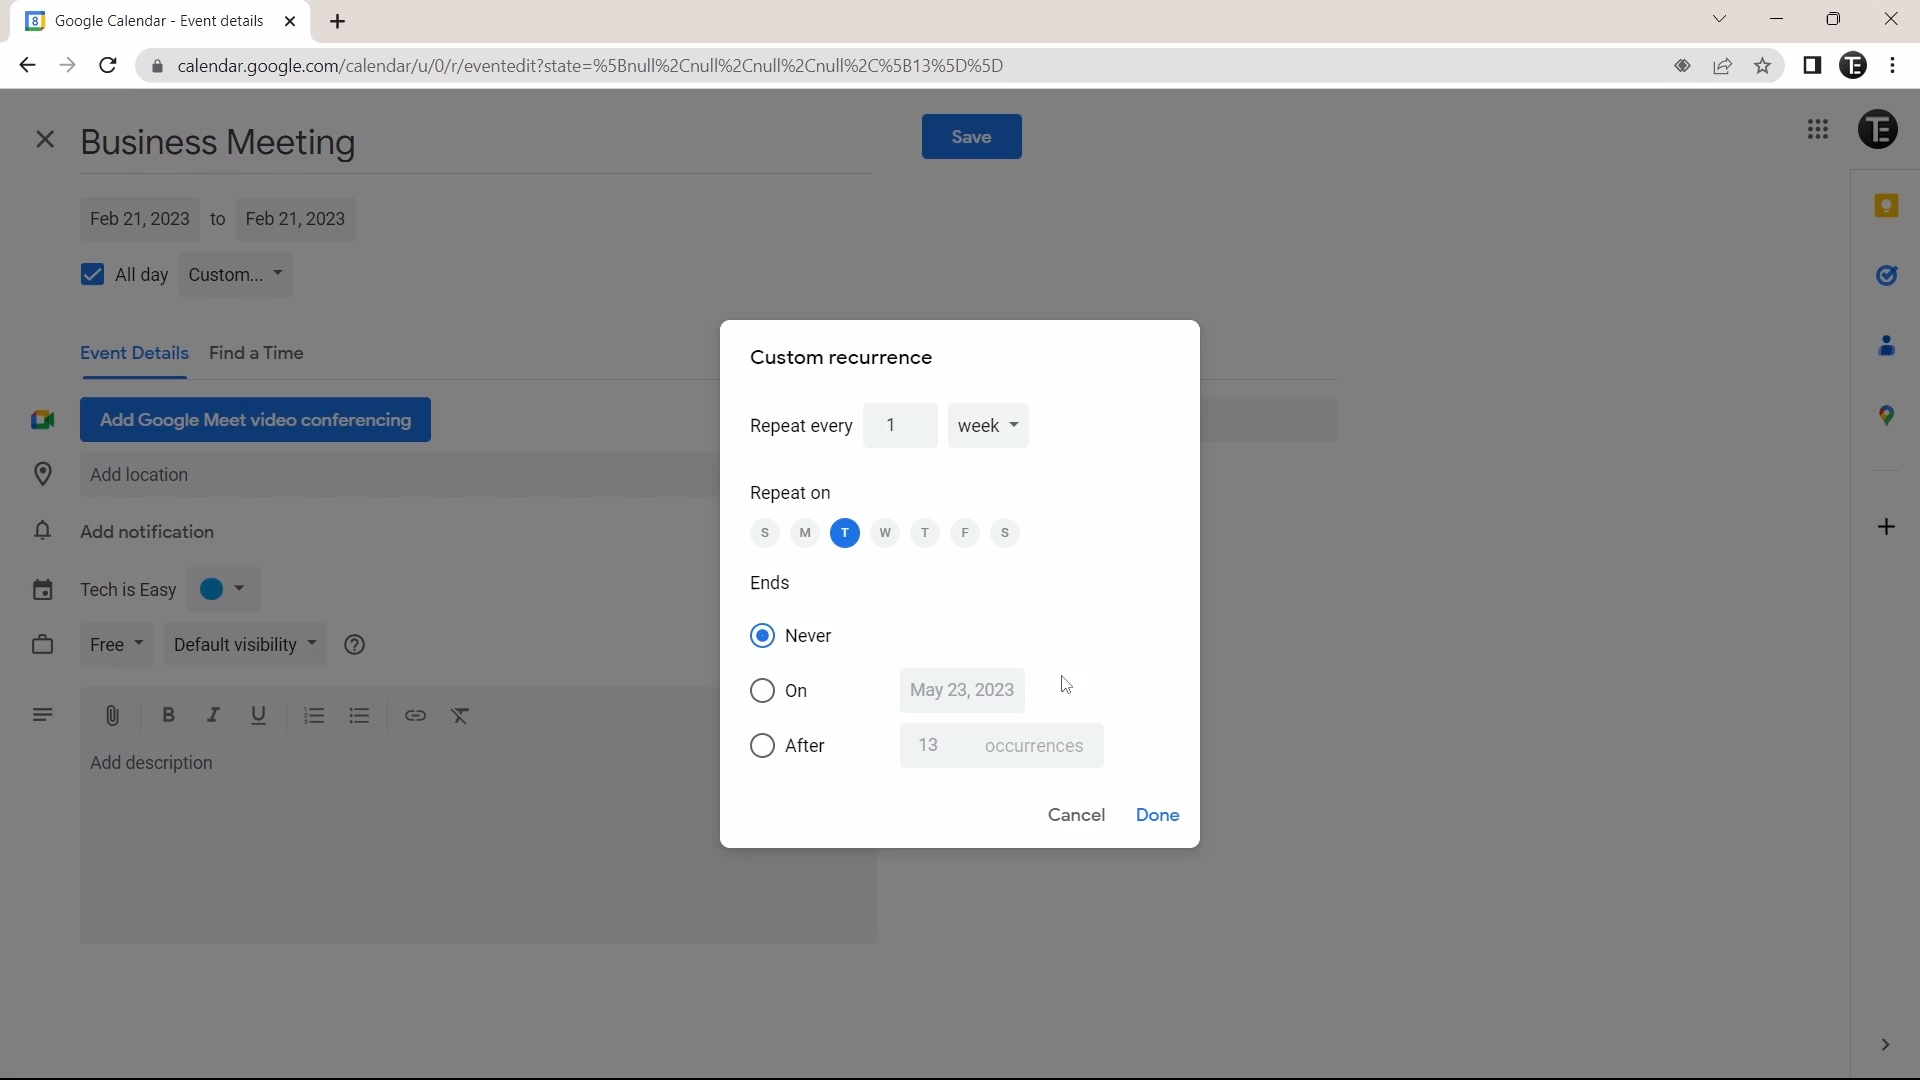 Google Calendar - Event details
calendar.google.com/calendar/u/0/r/eventedit?state=%5Bnull%2Cnull%2Cnull%2Cnull%2C%5B13%5D%5D
TE
Business Meeting
Save
TE
Feb 21, 2023 to Feb 21, 2023
All day Custom...
Event Details Find a Time
Add Google Meet video conferencing
Add location
Add notification
Tech is Easy
Free Default visibility
Add description
Custom recurrence
Repeat every 1 week
Repeat on
S M T W T F S
Ends
Never
On May 23, 2023
After 13 occurrences
Cancel Done